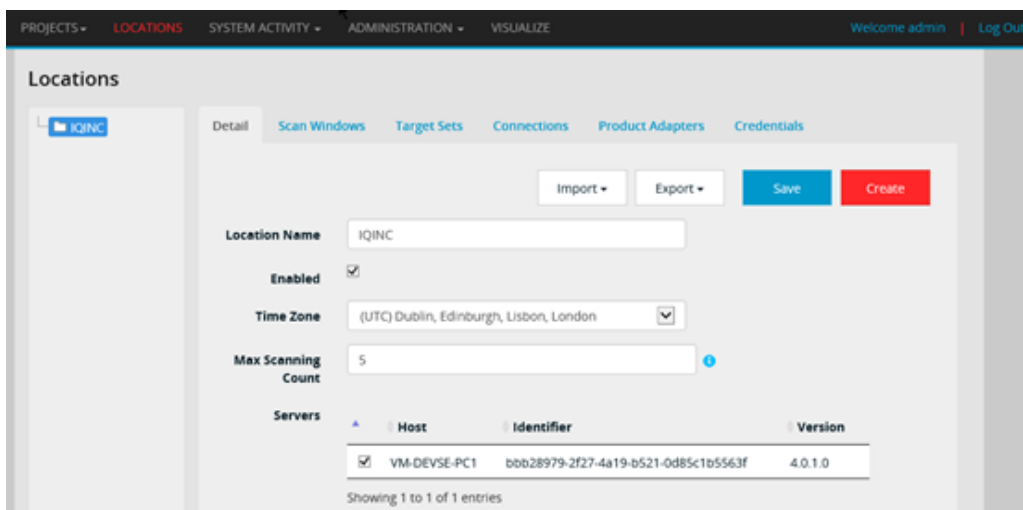 PROJECTS LOCATIONS SYSTEM ACTIVITY ADMINISTRATION VISUALIZE Welcome admin | Log Out
Locations
IQINC
Detail Scan Windows Target Sets Connections Product Adapters Credentials
Import Export Save Create
Location Name IQINC
Enabled
Time Zone (UTC) Dublin, Edinburgh, Lisbon, London
Max Scanning Count 5
Servers
Host Identifier Version
VM-DEVSE-PC1 bbb28979-2f27-4a19-b521-0d85c1b5563f 4.0.1.0
Showing 1 to 1 of 1 entries